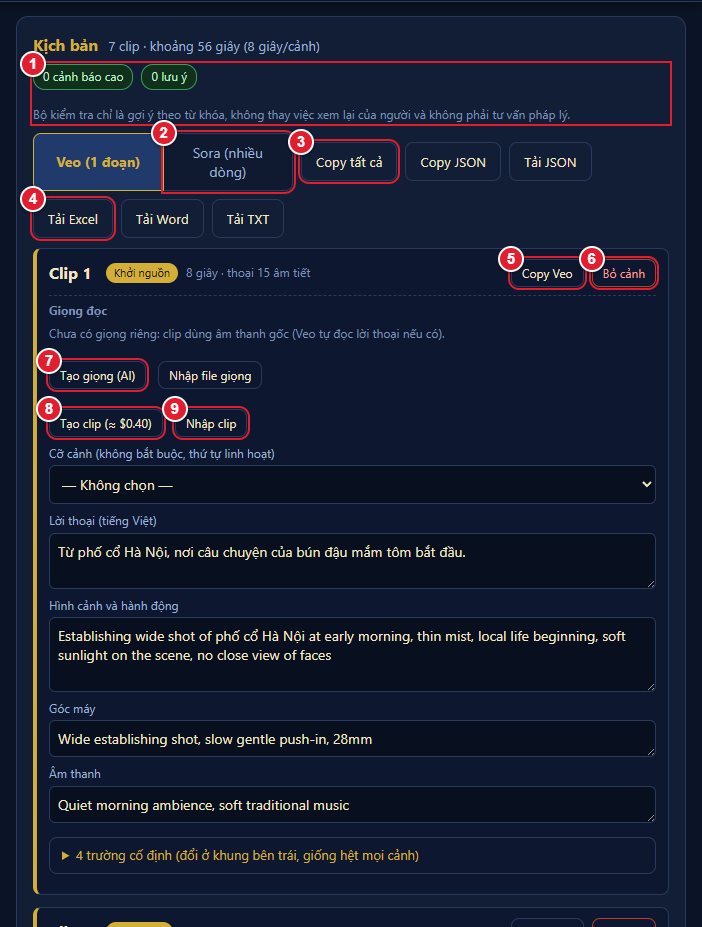 Kịch bản 7 clip · khoảng 56 giây (8 giây/cảnh)
1
0 cảnh báo cao 0 lưu ý
Bộ kiểm tra chỉ là gợi ý theo từ khóa, không thay việc xem lại của người và không phải tư vấn pháp lý.
2 3
Veo (1 đoạn) Sora (nhiều dòng) Copy tất cả Copy JSON Tải JSON
4
Tải Excel Tải Word Tải TXT
5 6
Clip 1 Khởi nguồn 8 giây · thoại 15 âm tiết Copy Veo Bỏ cảnh
Giọng đọc
Chưa có giọng riêng: clip dùng âm thanh gốc (Veo tự đọc lời thoại nếu có).
7
Tạo giọng (AI) Nhập file giọng
8 9
Tạo clip (≈ $0.40) Nhập clip
Cỡ cảnh (không bắt buộc, thứ tự linh hoạt)
— Không chọn —
Lời thoại (tiếng Việt)
Từ phố cổ Hà Nội, nơi câu chuyện của bún đậu mắm tôm bắt đầu.
Hình cảnh và hành động
Establishing wide shot of phố cổ Hà Nội at early morning, thin mist, local life beginning, soft
sunlight on the scene, no close view of faces
Góc máy
Wide establishing shot, slow gentle push-in, 28mm
Âm thanh
Quiet morning ambience, soft traditional music
▶ 4 trường cố định (đổi ở khung bên trái, giống hệt mọi cảnh)